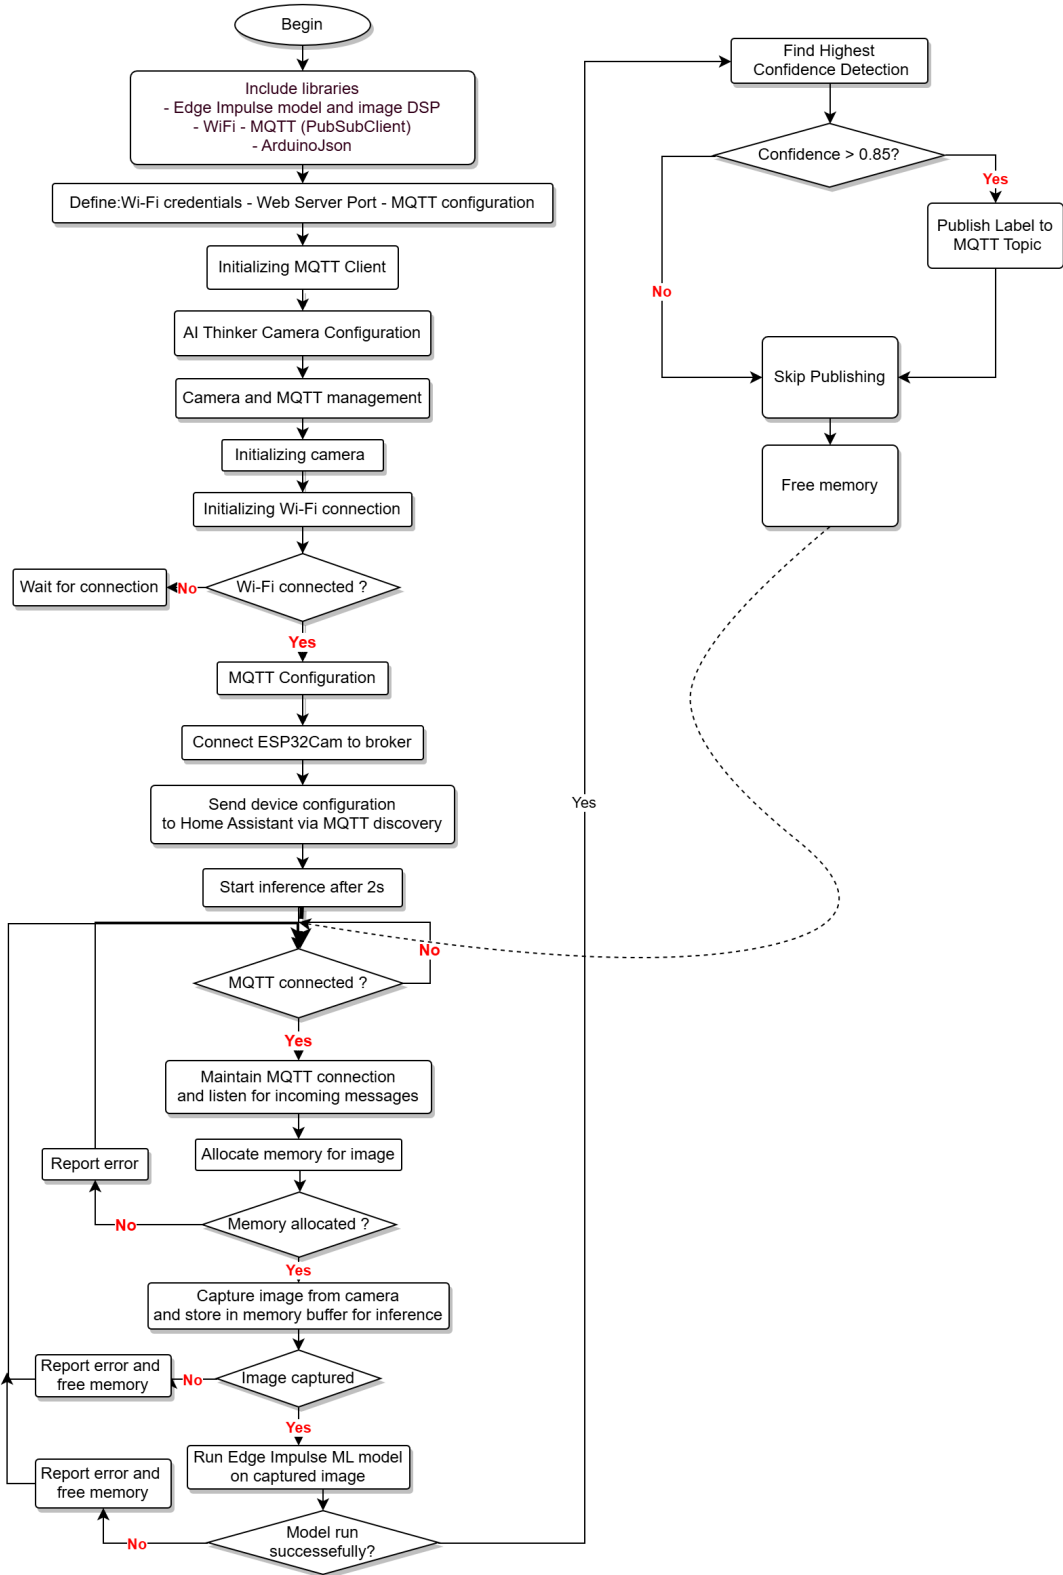 Begin
Include libraries
- Edge Impulse model and image DSP
- WiFi - MQTT (PubSubClient)
- ArduinoJson
Define:Wi-Fi credentials - Web Server Port - MQTT configuration
Initializing MQTT Client
AI Thinker Camera Configuration
Camera and MQTT management
Initializing camera
Initializing Wi-Fi connection
Wi-Fi connected ?
No
Wait for connection
Yes
MQTT Configuration
Connect ESP32Cam to broker
Send device configuration
to Home Assistant via MQTT discovery
Start inference after 2s
MQTT connected ?
No
Yes
Maintain MQTT connection
and listen for incoming messages
Allocate memory for image
Memory allocated ?
No
Report error
Yes
Capture image from camera
and store in memory buffer for inference
Image captured
No
Report error and
free memory
Yes
Run Edge Impulse ML model
on captured image
Model run
successefully?
No
Report error and
free memory
Yes
Find Highest
Confidence Detection
Confidence > 0.85?
Yes
Publish Label to
MQTT Topic
No
Skip Publishing
Free memory